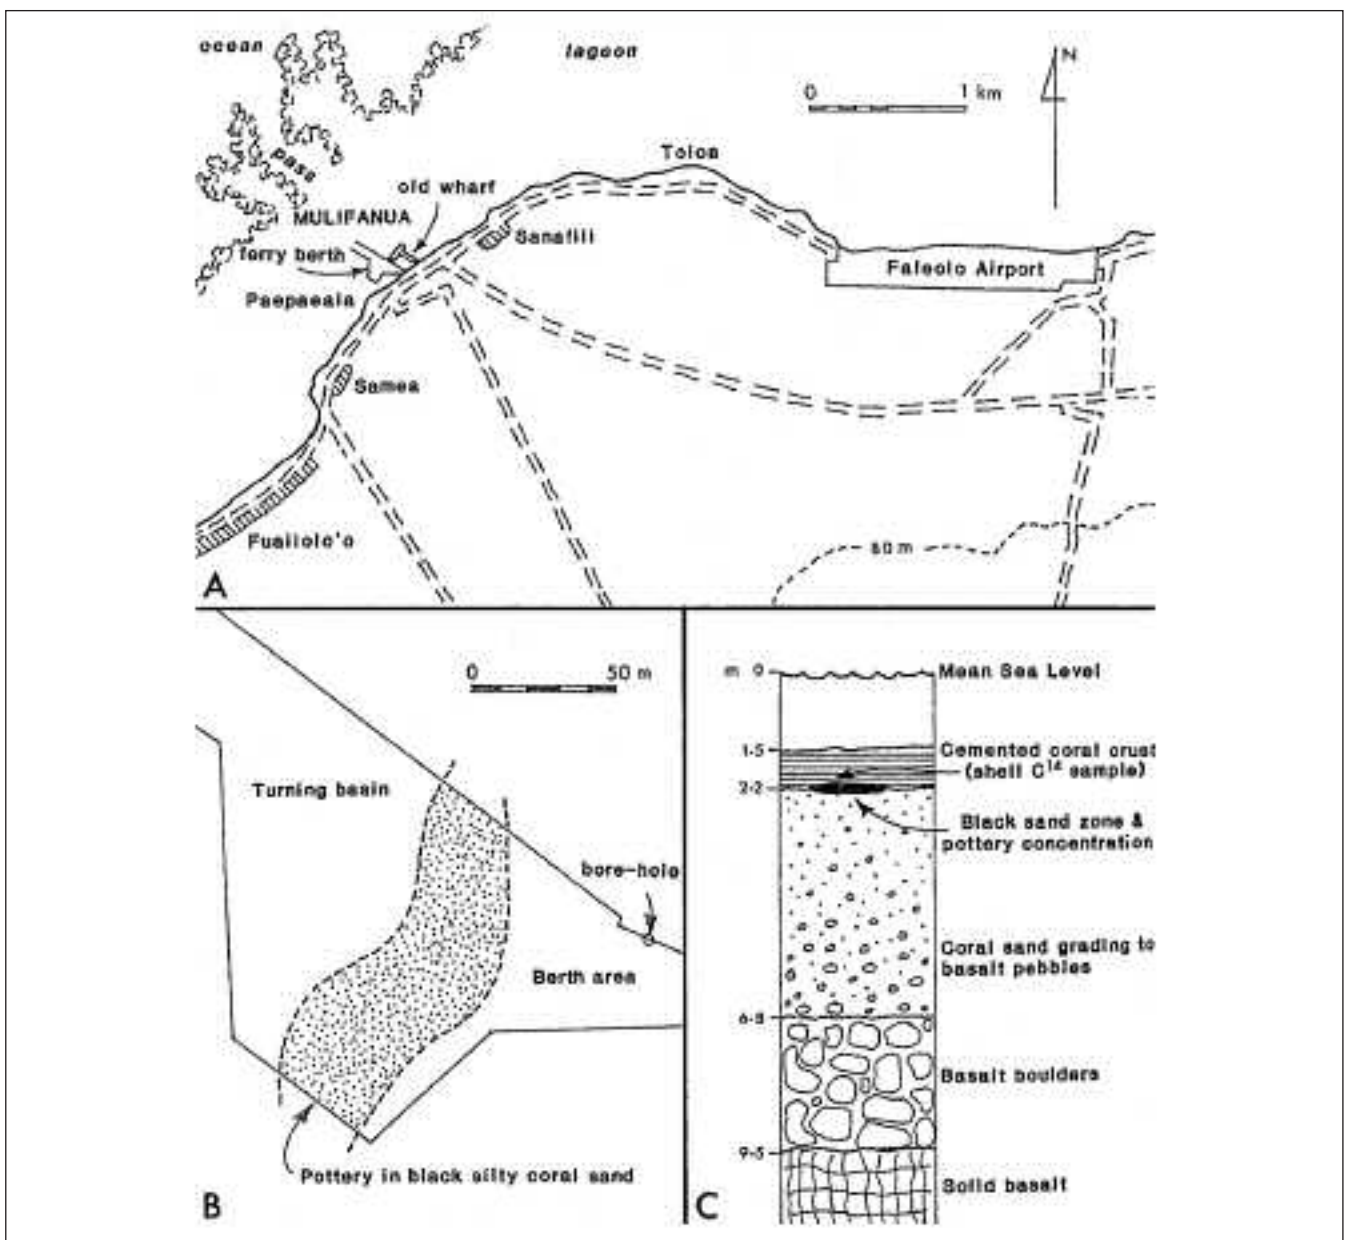 ocean
lagoon
0 1 km
N
pass
Toloa
old wharf
MULIFANUA
Sanafili
ferry berth
Faleolo Airport
Paepaeala
Samea
Fuailolo'o
A
0 50 m
Turning basin
bore-hole
Berth area
Pottery in black silty coral sand
B
m 0
Mean Sea Level
1·5
Cemented coral crust
(shell C14 sample)
2·2
Black sand zone &
pottery concentration
Coral sand grading to
basalt pebbles
6·8
Basalt boulders
9·5
Solid basalt
C